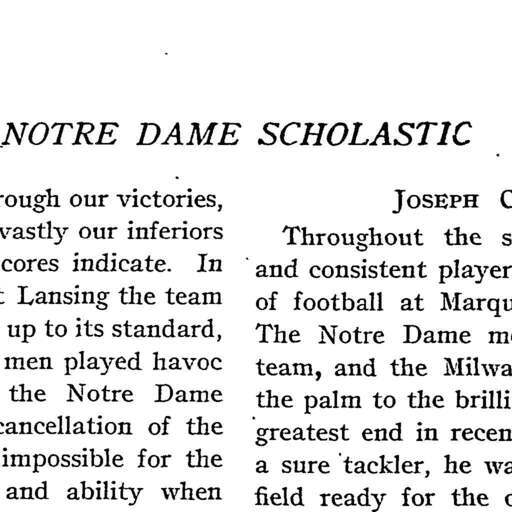 NOTRE DAME SCHOLASTIC
rough our victories,
vastly our inferiors
cores indicate. In
t Lansing the team
up to its standard,
men played havoc
the Notre Dame
cancellation of the
impossible for the
and ability when
JOSEPH C
Throughout the s
and consistent player
of football at Marqu
The Notre Dame m
team, and the Milwa
the palm to the brilli
greatest end in recen
a sure tackler, he wa
field ready for the